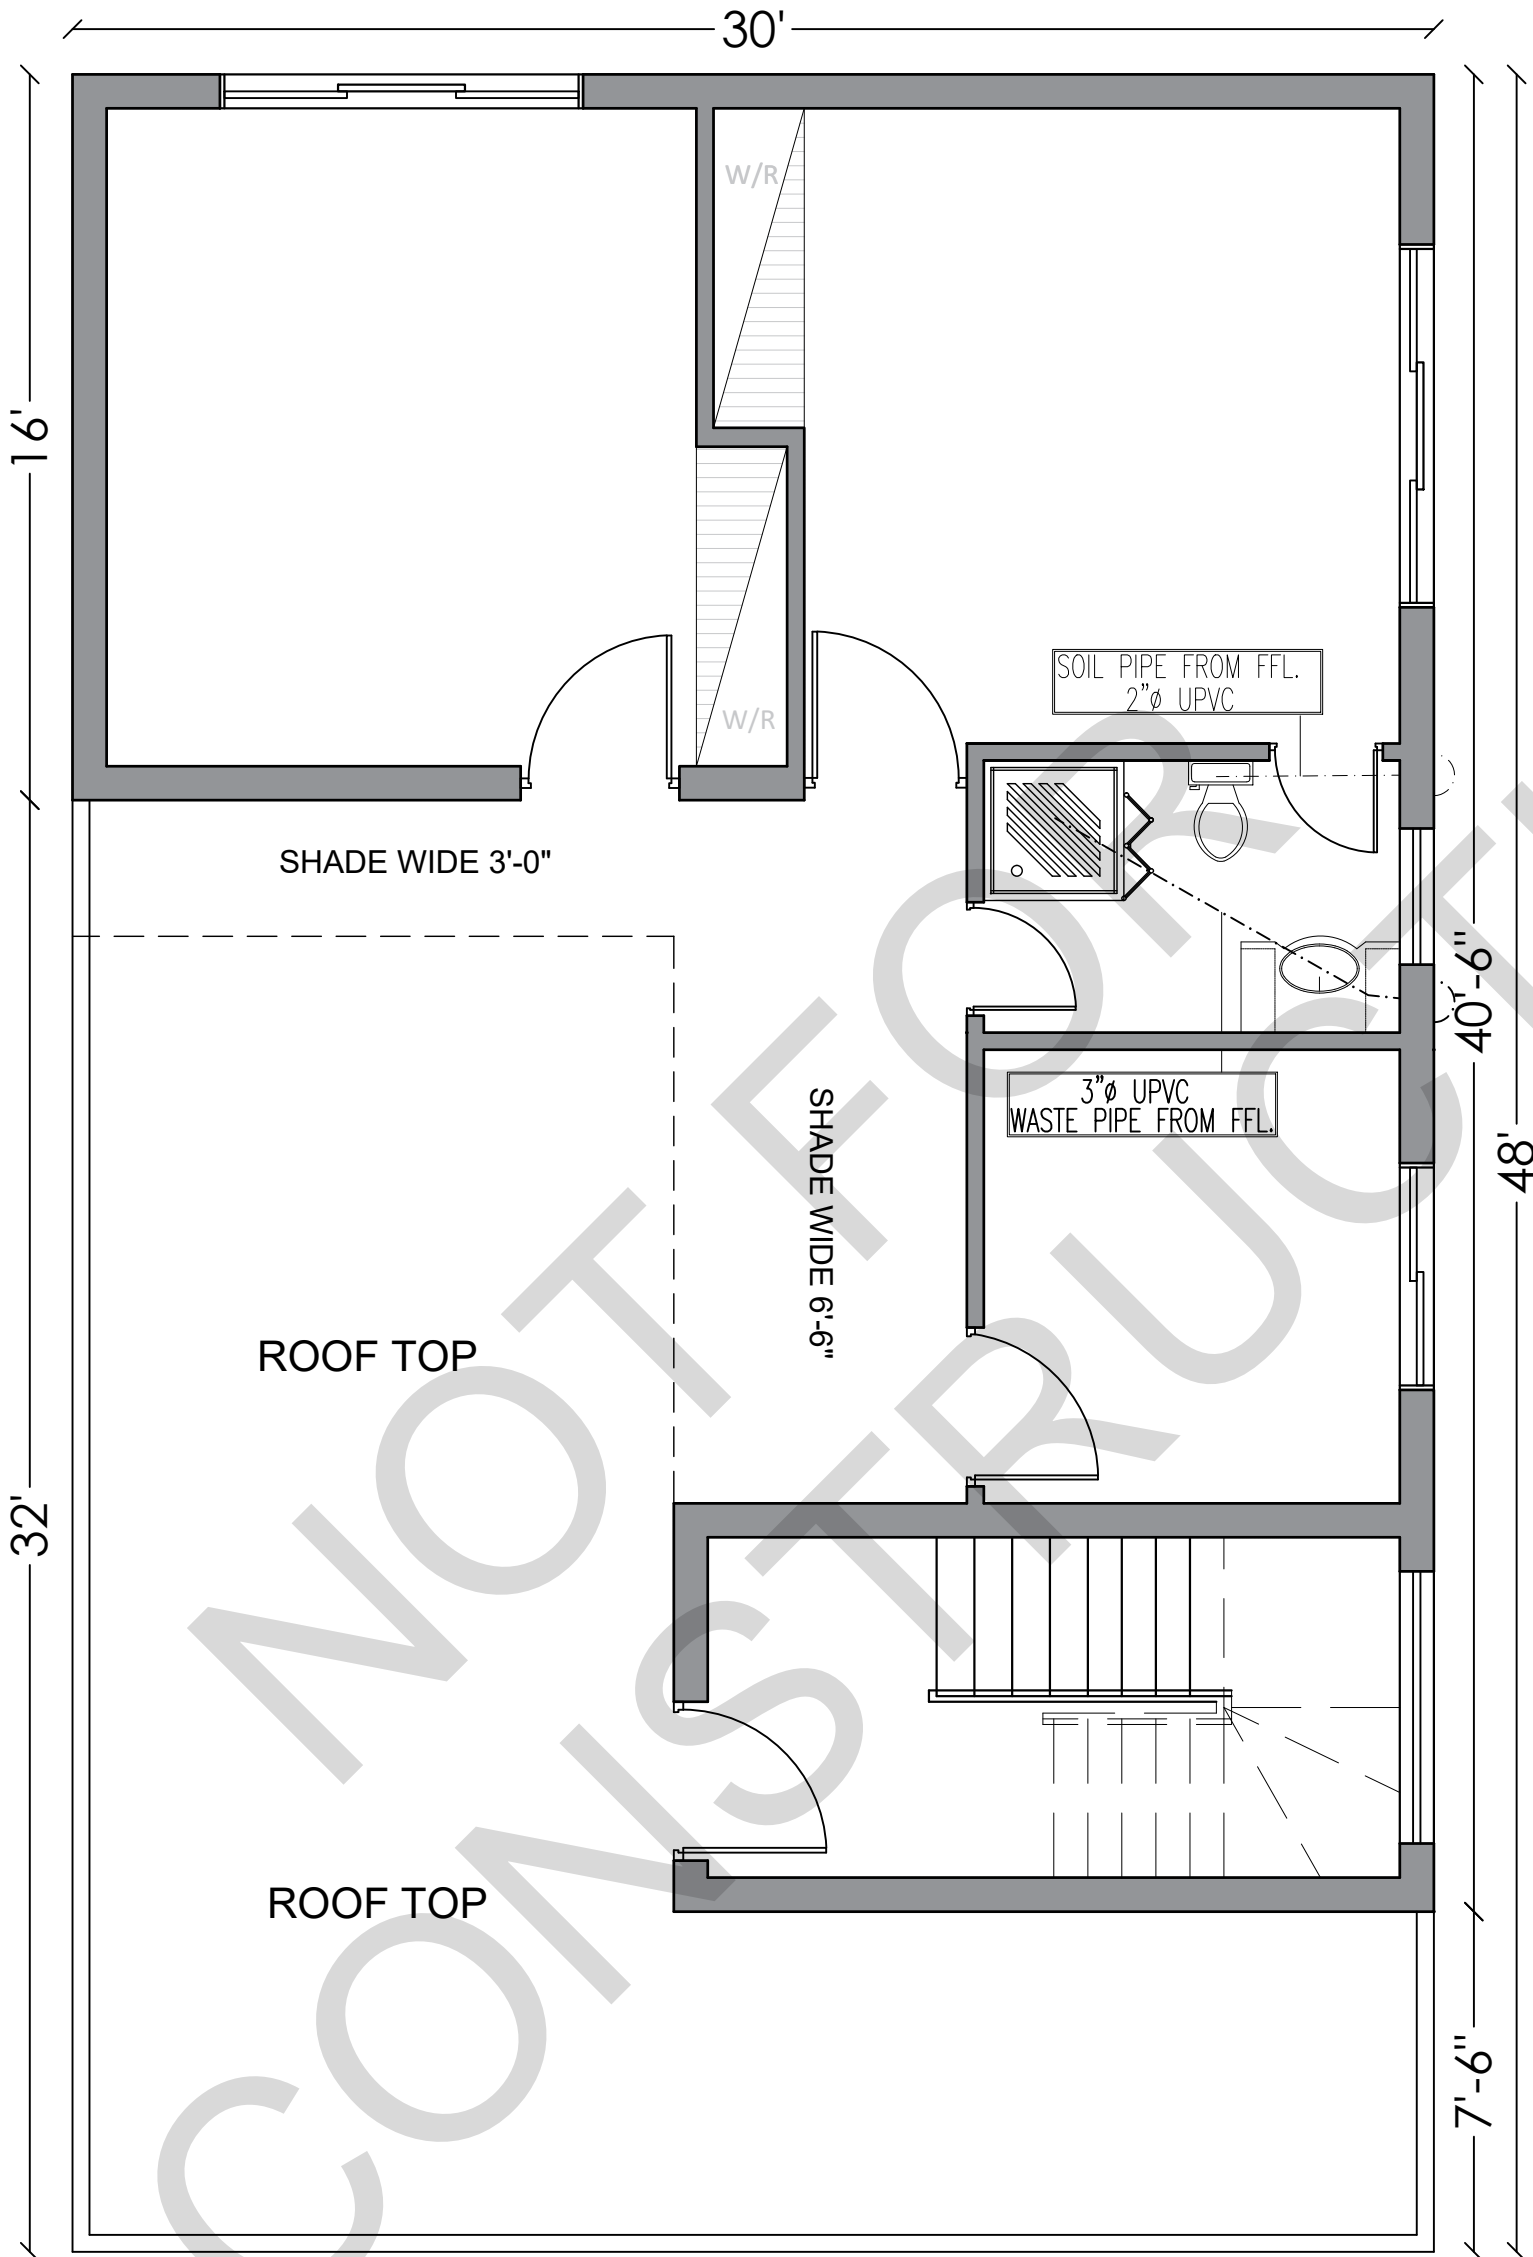 30'
W/R
16'
SOIL PIPE FROM FFL.
2"ø UPVC
W/R
SHADE WIDE 3'-0"
40'-6"
3"ø UPVC
WASTE PIPE FROM FFL.
SHADE WIDE 6'-6"
48'
ROOF TOP
32'
ROOF TOP
7'-6"
NOT FOR
CONSTRUCTI